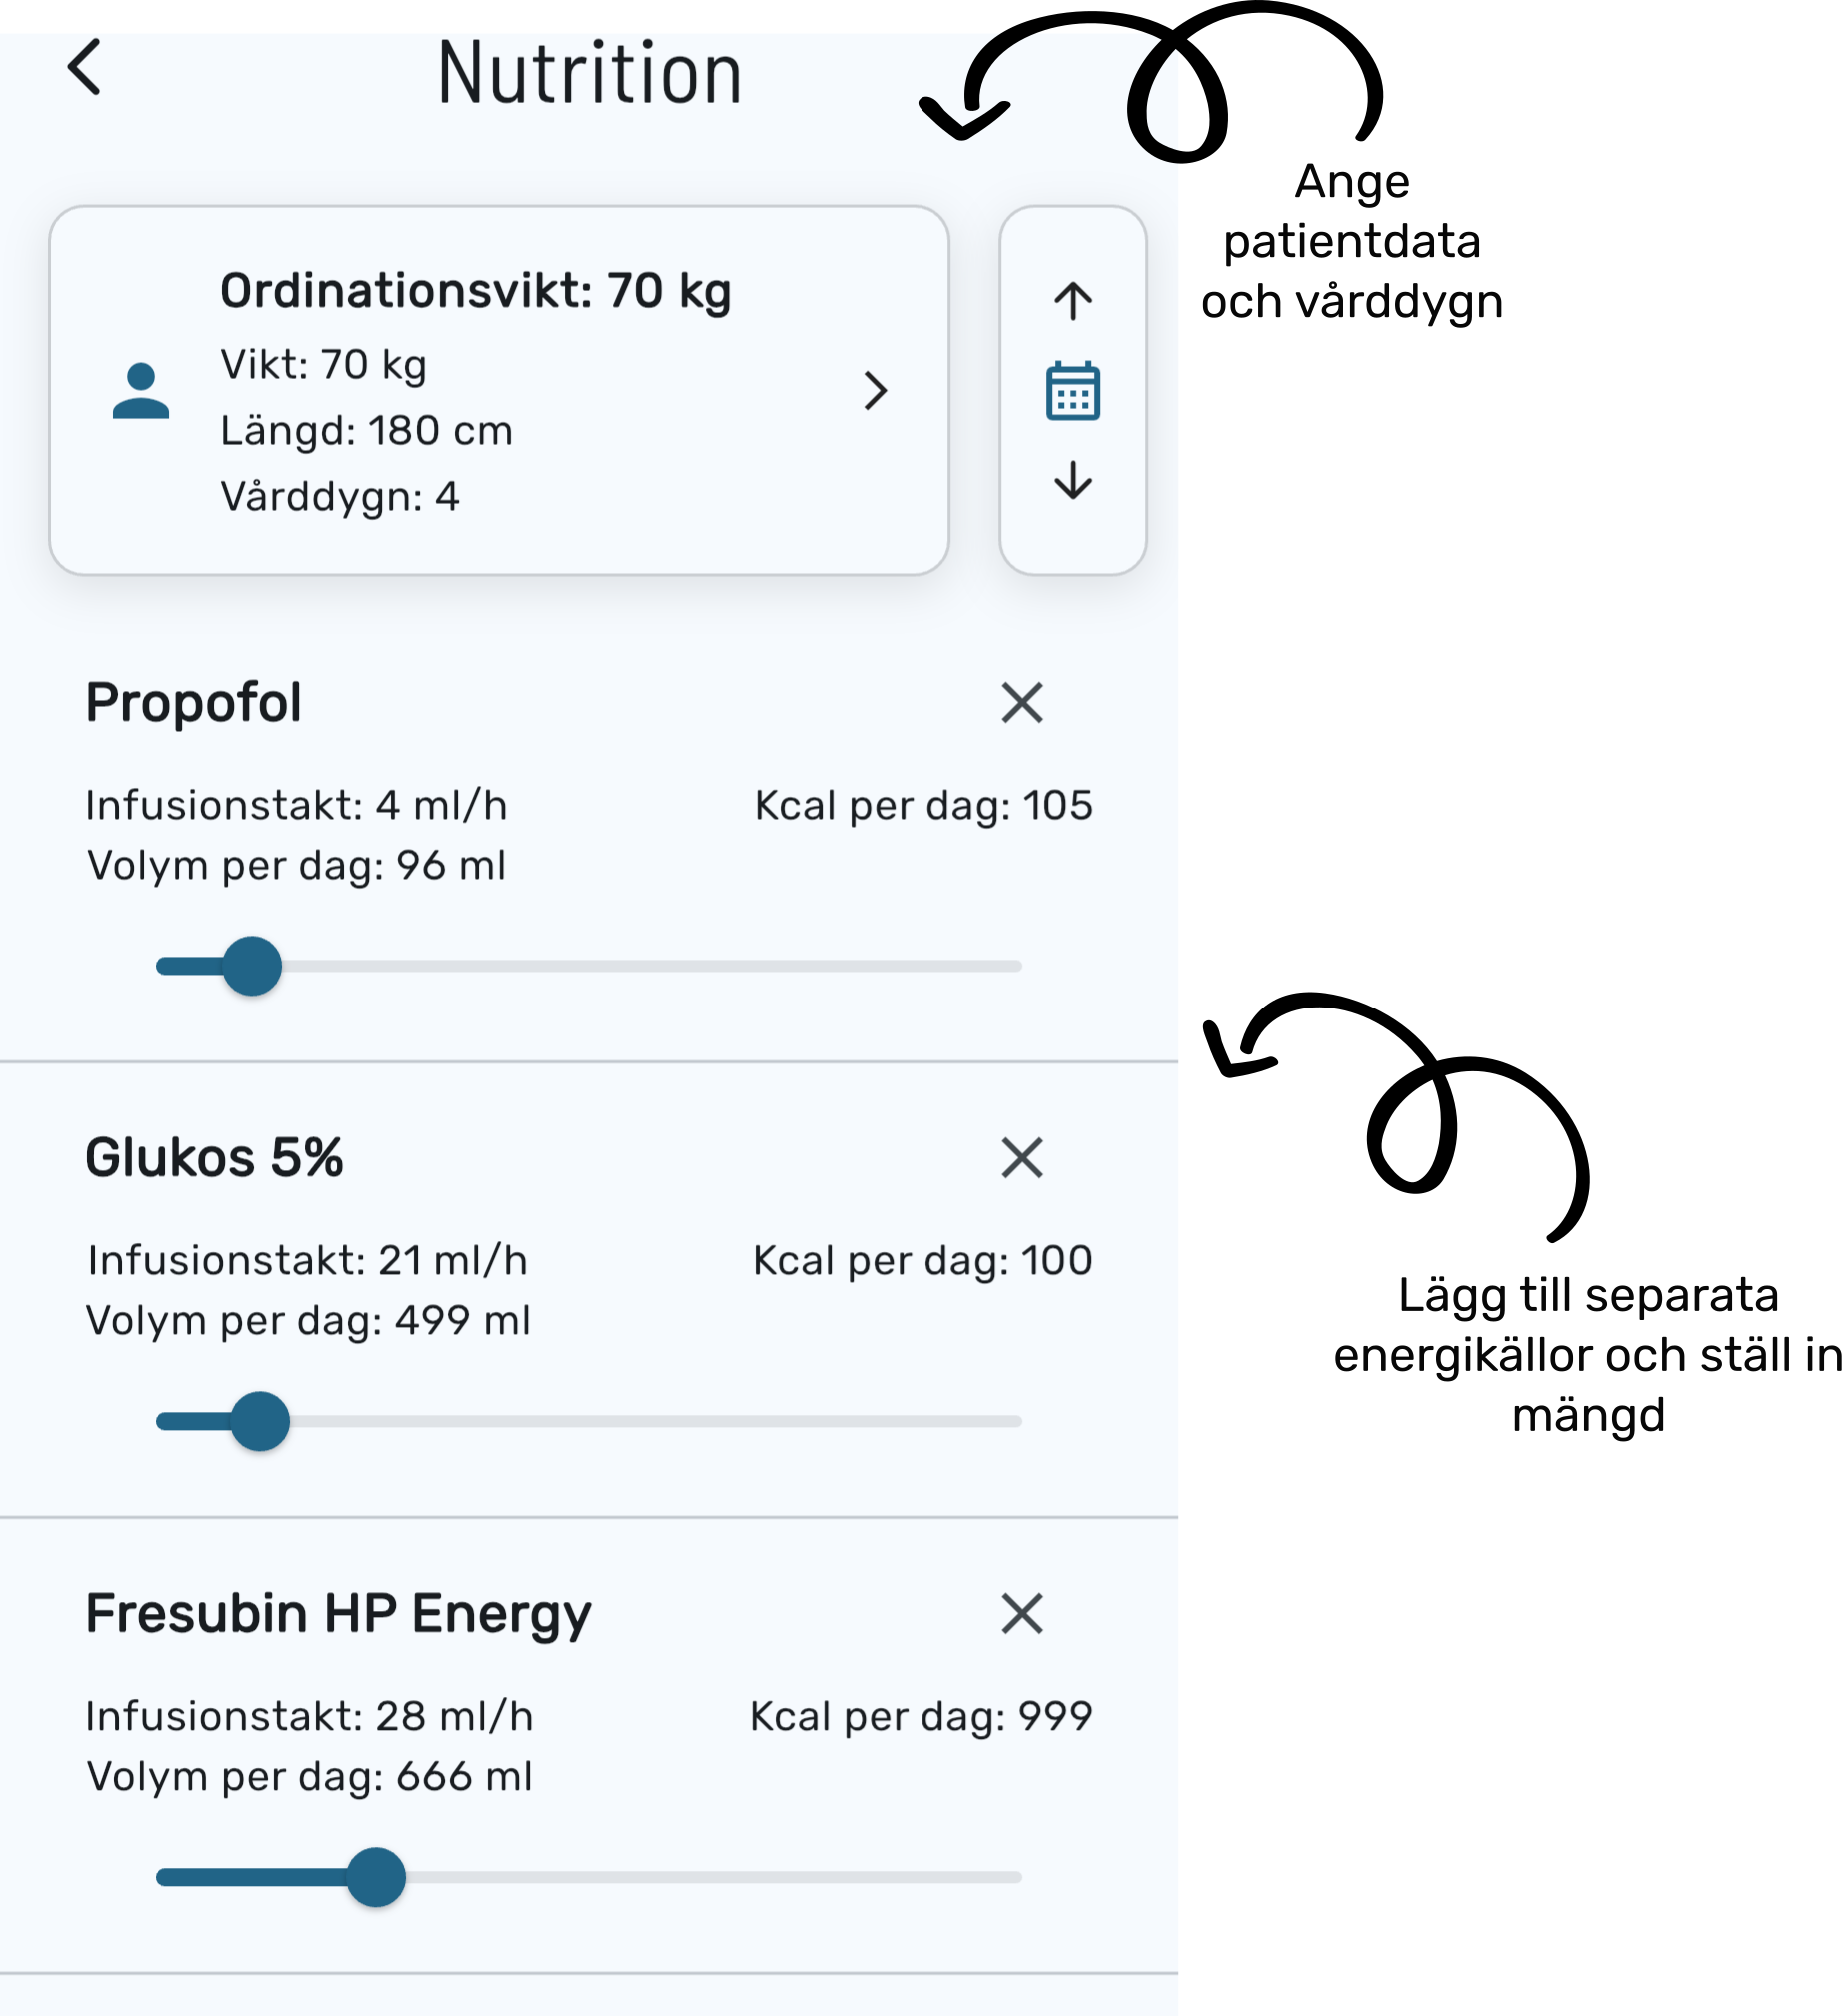 Nutrition
Ange
patientdata
och vårddygn
Ordinationsvikt: 70 kg
Vikt: 70 kg
Längd: 180 cm
Vårddygn: 4
Propofol
Infusionstakt: 4 ml/h
Kcal per dag: 105
Volym per dag: 96 ml
Glukos 5%
Infusionstakt: 21 ml/h
Kcal per dag: 100
Volym per dag: 499 ml
Lägg till separata
energikällor och ställ in
mängd
Fresubin HP Energy
Infusionstakt: 28 ml/h
Kcal per dag: 999
Volym per dag: 666 ml